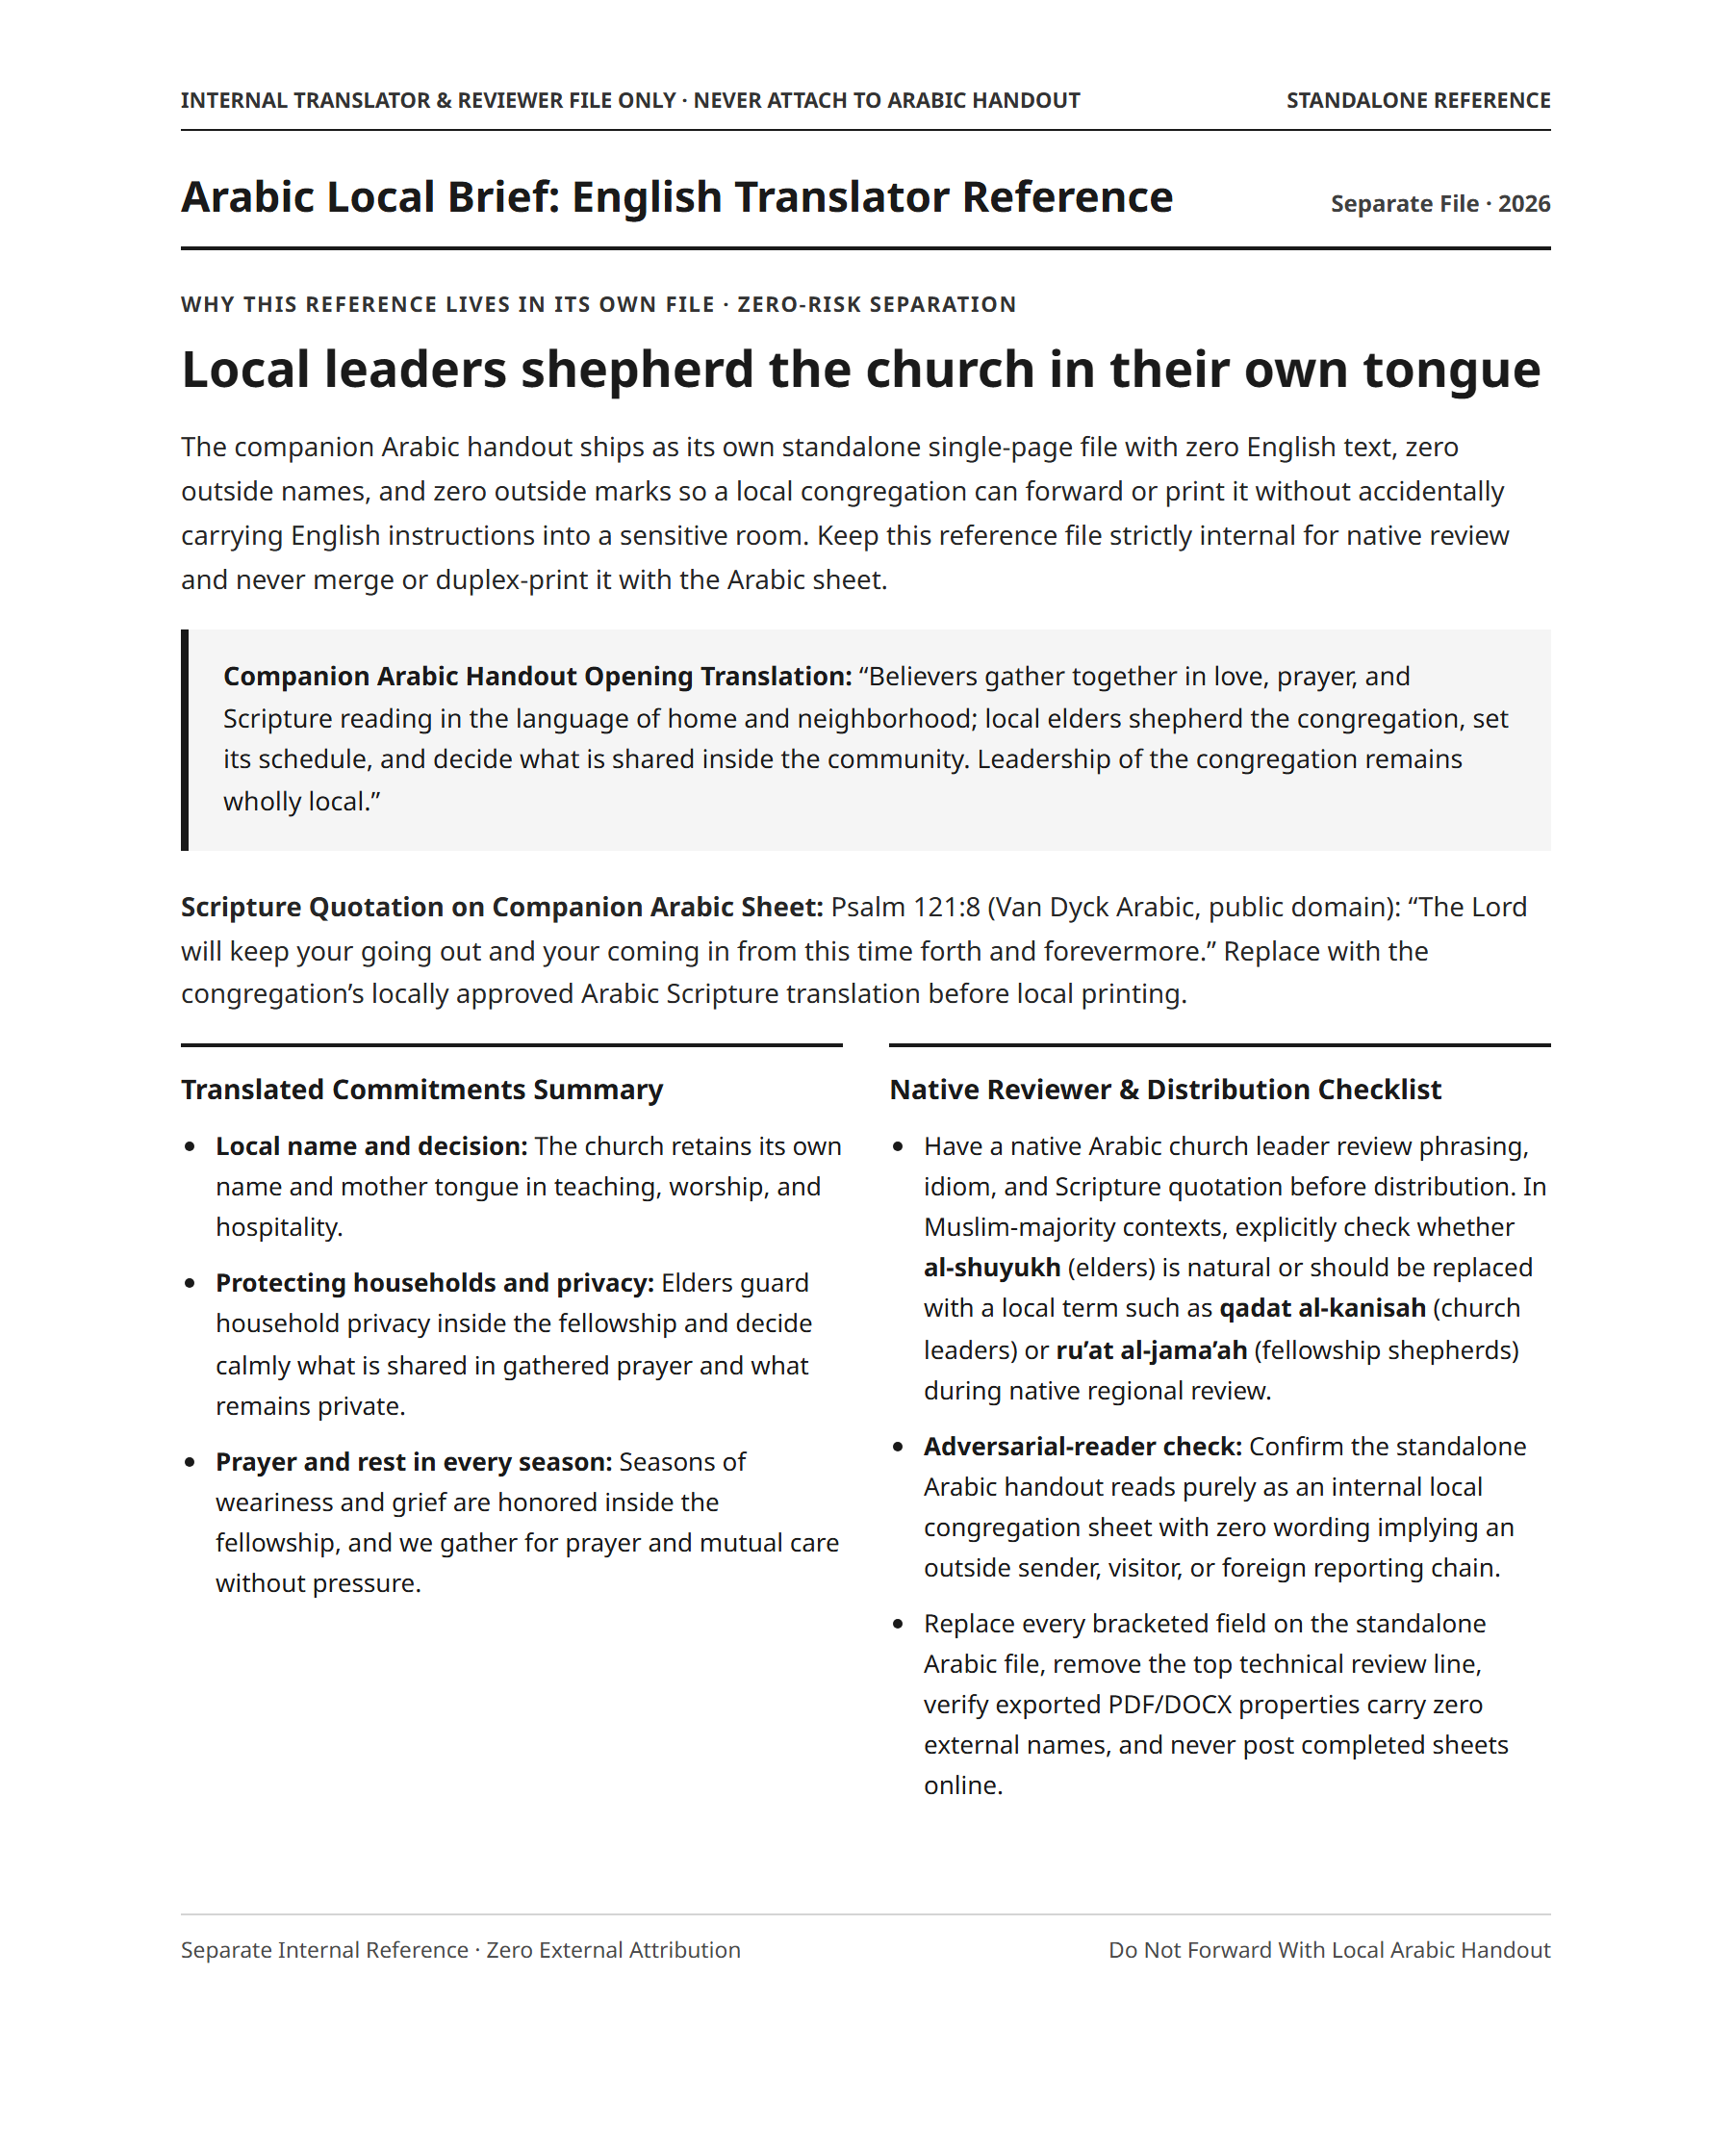 INTERNAL TRANSLATOR & REVIEWER FILE ONLY · NEVER ATTACH TO ARABIC HANDOUT
STANDALONE REFERENCE
Arabic Local Brief: English Translator Reference
Separate File · 2026
WHY THIS REFERENCE LIVES IN ITS OWN FILE · ZERO-RISK SEPARATION
Local leaders shepherd the church in their own tongue
The companion Arabic handout ships as its own standalone single-page file with zero English text, zero
outside names, and zero outside marks so a local congregation can forward or print it without accidentally
carrying English instructions into a sensitive room. Keep this reference file strictly internal for native review
and never merge or duplex-print it with the Arabic sheet.
Companion Arabic Handout Opening Translation: “Believers gather together in love, prayer, and
Scripture reading in the language of home and neighborhood; local elders shepherd the congregation, set
its schedule, and decide what is shared inside the community. Leadership of the congregation remains
wholly local.”
Scripture Quotation on Companion Arabic Sheet: Psalm 121:8 (Van Dyck Arabic, public domain): “The Lord
will keep your going out and your coming in from this time forth and forevermore.” Replace with the
congregation’s locally approved Arabic Scripture translation before local printing.
Translated Commitments Summary
• Local name and decision: The church retains its own
name and mother tongue in teaching, worship, and
hospitality.
• Protecting households and privacy: Elders guard
household privacy inside the fellowship and decide
calmly what is shared in gathered prayer and what
remains private.
• Prayer and rest in every season: Seasons of
weariness and grief are honored inside the
fellowship, and we gather for prayer and mutual care
without pressure.
Native Reviewer & Distribution Checklist
• Have a native Arabic church leader review phrasing,
idiom, and Scripture quotation before distribution. In
Muslim-majority contexts, explicitly check whether
al-shuyukh (elders) is natural or should be replaced
with a local term such as qadat al-kanisah (church
leaders) or ru’at al-jama’ah (fellowship shepherds)
during native regional review.
• Adversarial-reader check: Confirm the standalone
Arabic handout reads purely as an internal local
congregation sheet with zero wording implying an
outside sender, visitor, or foreign reporting chain.
• Replace every bracketed field on the standalone
Arabic file, remove the top technical review line,
verify exported PDF/DOCX properties carry zero
external names, and never post completed sheets
online.
Separate Internal Reference · Zero External Attribution
Do Not Forward With Local Arabic Handout